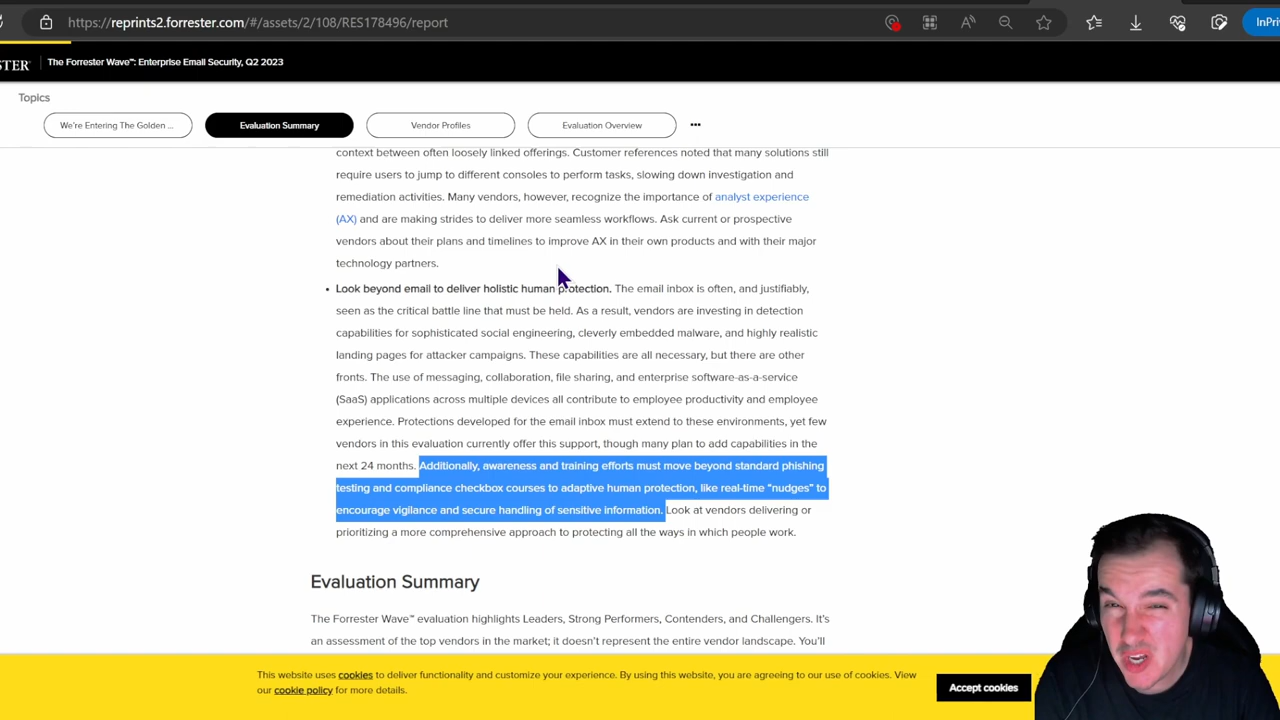 https://reprints2.forrester.com/#/assets/2/108/RES178496/report
InPri
STER
The Forrester Wave™: Enterprise Email Security, Q2 2023
Topics
We're Entering The Golden ...
Evaluation Summary
Vendor Profiles
Evaluation Overview
...
context between often loosely linked offerings. Customer references noted that many solutions still
require users to jump to different consoles to perform tasks, slowing down investigation and
remediation activities. Many vendors, however, recognize the importance of analyst experience
(AX) and are making strides to deliver more seamless workflows. Ask current or prospective
vendors about their plans and timelines to improve AX in their own products and with their major
technology partners.
• Look beyond email to deliver holistic human protection. The email inbox is often, and justifiably,
seen as the critical battle line that must be held. As a result, vendors are investing in detection
capabilities for sophisticated social engineering, cleverly embedded malware, and highly realistic
landing pages for attacker campaigns. These capabilities are all necessary, but there are other
fronts. The use of messaging, collaboration, file sharing, and enterprise software-as-a-service
(SaaS) applications across multiple devices all contribute to employee productivity and employee
experience. Protections developed for the email inbox must extend to these environments, yet few
vendors in this evaluation currently offer this support, though many plan to add capabilities in the
next 24 months. Additionally, awareness and training efforts must move beyond standard phishing
testing and compliance checkbox courses to adaptive human protection, like real-time “nudges” to
encourage vigilance and secure handling of sensitive information. Look at vendors delivering or
prioritizing a more comprehensive approach to protecting all the ways in which people work.
Evaluation Summary
The Forrester Wave™ evaluation highlights Leaders, Strong Performers, Contenders, and Challengers. It's
an assessment of the top vendors in the market; it doesn't represent the entire vendor landscape. You'll
This website uses cookies to deliver functionality and customize your experience. By using this website, you are agreeing to our use of cookies. View
our cookie policy for more details.
Accept cookies